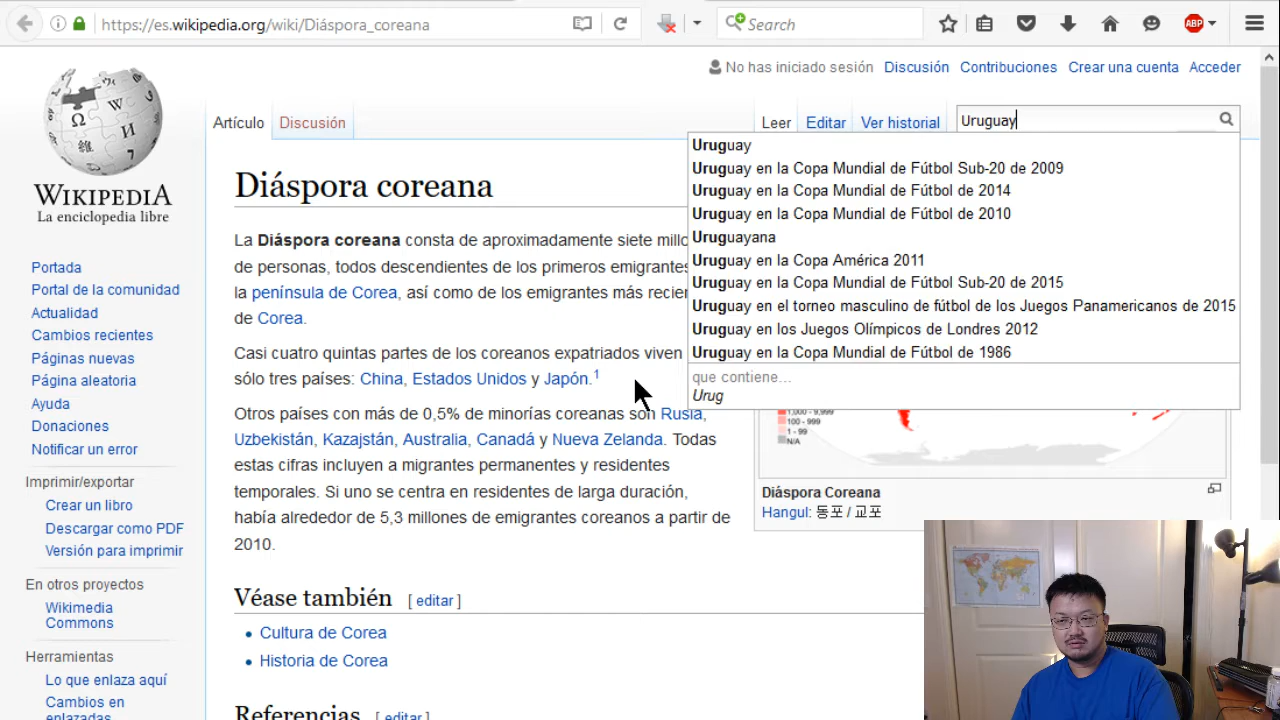 https://es.wikipedia.org/wiki/Diáspora_coreana
Search
ABP
No has iniciado sesión Discusión Contribuciones Crear una cuenta Acceder
WIKIPEDIA
La enciclopedia libre
Portada
Portal de la comunidad
Actualidad
Cambios recientes
Páginas nuevas
Página aleatoria
Ayuda
Donaciones
Notificar un error
Imprimir/exportar
Crear un libro
Descargar como PDF
Versión para imprimir
En otros proyectos
Wikimedia
Commons
Herramientas
Lo que enlaza aquí
Cambios en
enlazadas
Artículo Discusión
Leer Editar Ver historial
Uruguay
Uruguay
Uruguay en la Copa Mundial de Fútbol Sub-20 de 2009
Uruguay en la Copa Mundial de Fútbol de 2014
Uruguay en la Copa Mundial de Fútbol de 2010
Uruguayana
Uruguay en la Copa América 2011
Uruguay en la Copa Mundial de Fútbol Sub-20 de 2015
Uruguay en el torneo masculino de fútbol de los Juegos Panamericanos de 2015
Uruguay en los Juegos Olímpicos de Londres 2012
Uruguay en la Copa Mundial de Fútbol de 1986
que contiene...
Urug
Diáspora coreana
La Diáspora coreana consta de aproximadamente siete millo
de personas, todos descendientes de los primeros emigrantes
la península de Corea, así como de los emigrantes más recien
de Corea.
Casi cuatro quintas partes de los coreanos expatriados viven
sólo tres países: China, Estados Unidos y Japón.1
Otros países con más de 0,5% de minorías coreanas son Rusia,
Uzbekistán, Kazajstán, Australia, Canadá y Nueva Zelanda. Todas
estas cifras incluyen a migrantes permanentes y residentes
temporales. Si uno se centra en residentes de larga duración,
había alrededor de 5,3 millones de emigrantes coreanos a partir de
2010.
1,000 - 9,999
100 - 999
1 - 99
N/A
Diáspora Coreana
Hangul: 동포 / 교포
Véase también [ editar ]
Cultura de Corea
Historia de Corea
Referencias [ editar ]